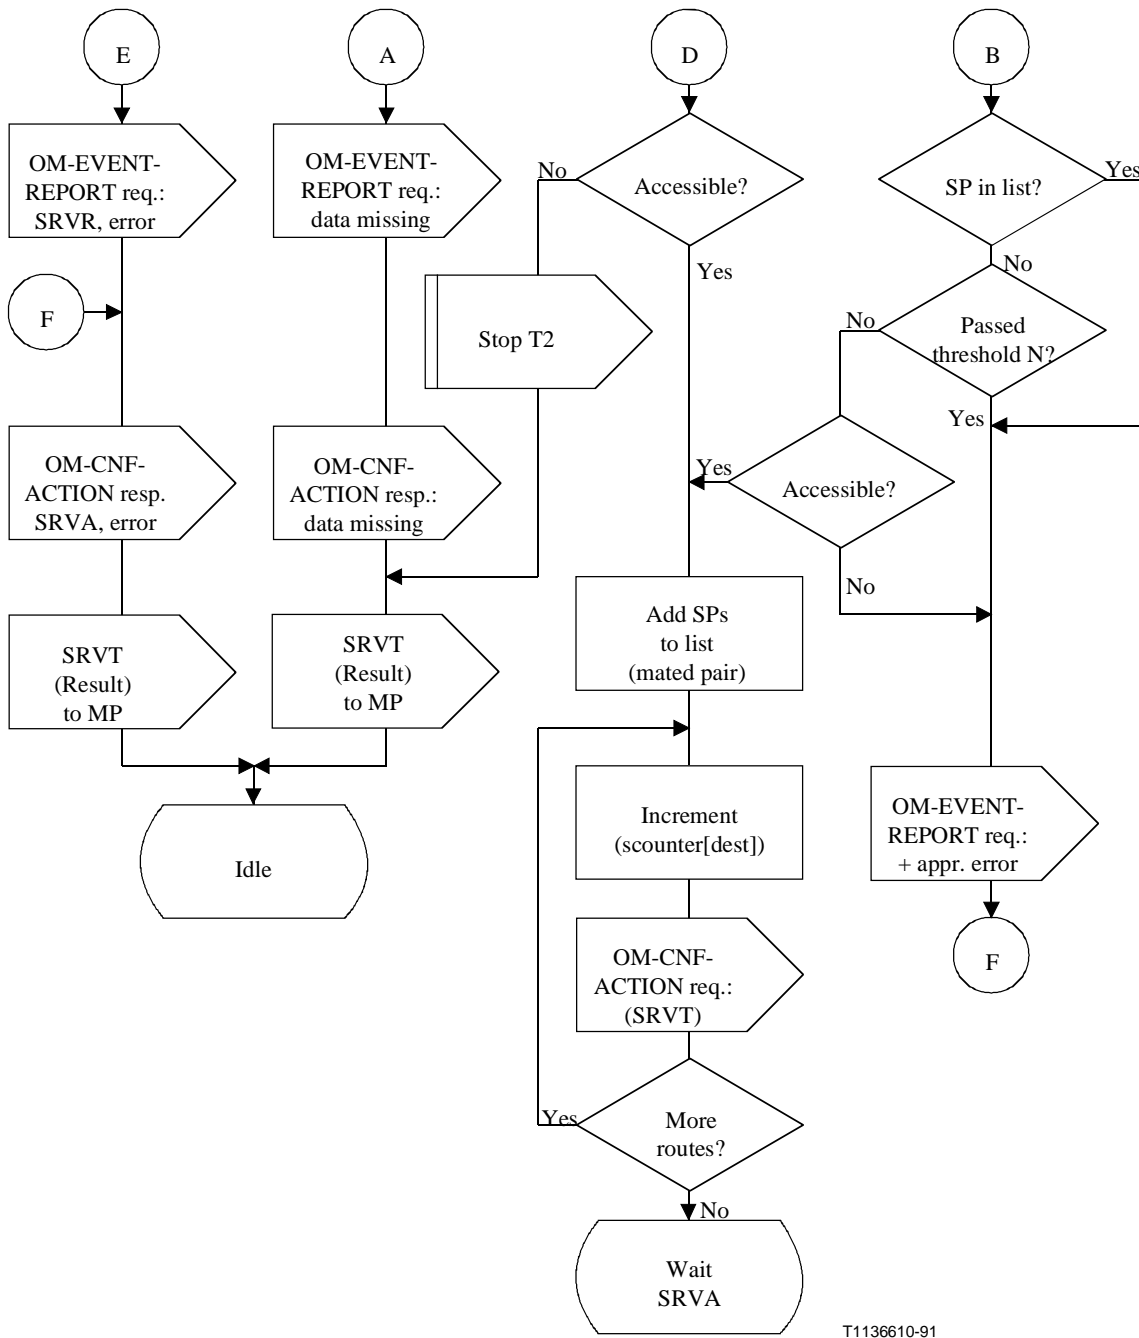 E
A
D
B
OM-EVENT-
REPORT req.:
SRVR, error
OM-EVENT-
REPORT req.:
data missing
No
Accessible?
Yes
SP in list?
Yes
No
F
Stop T2
No
Passed
threshold N?
Yes
OM-CNF-
ACTION resp.
SRVA, error
OM-CNF-
ACTION resp.:
data missing
Yes
Accessible?
No
SRVT
(Result)
to MP
SRVT
(Result)
to MP
Add SPs
to list
(mated pair)
Idle
Increment
(scounter[dest])
OM-EVENT-
REPORT req.:
+ appr. error
F
OM-CNF-
ACTION req.:
(SRVT)
Yes
More
routes?
No
Wait
SRVA
T1136610-91